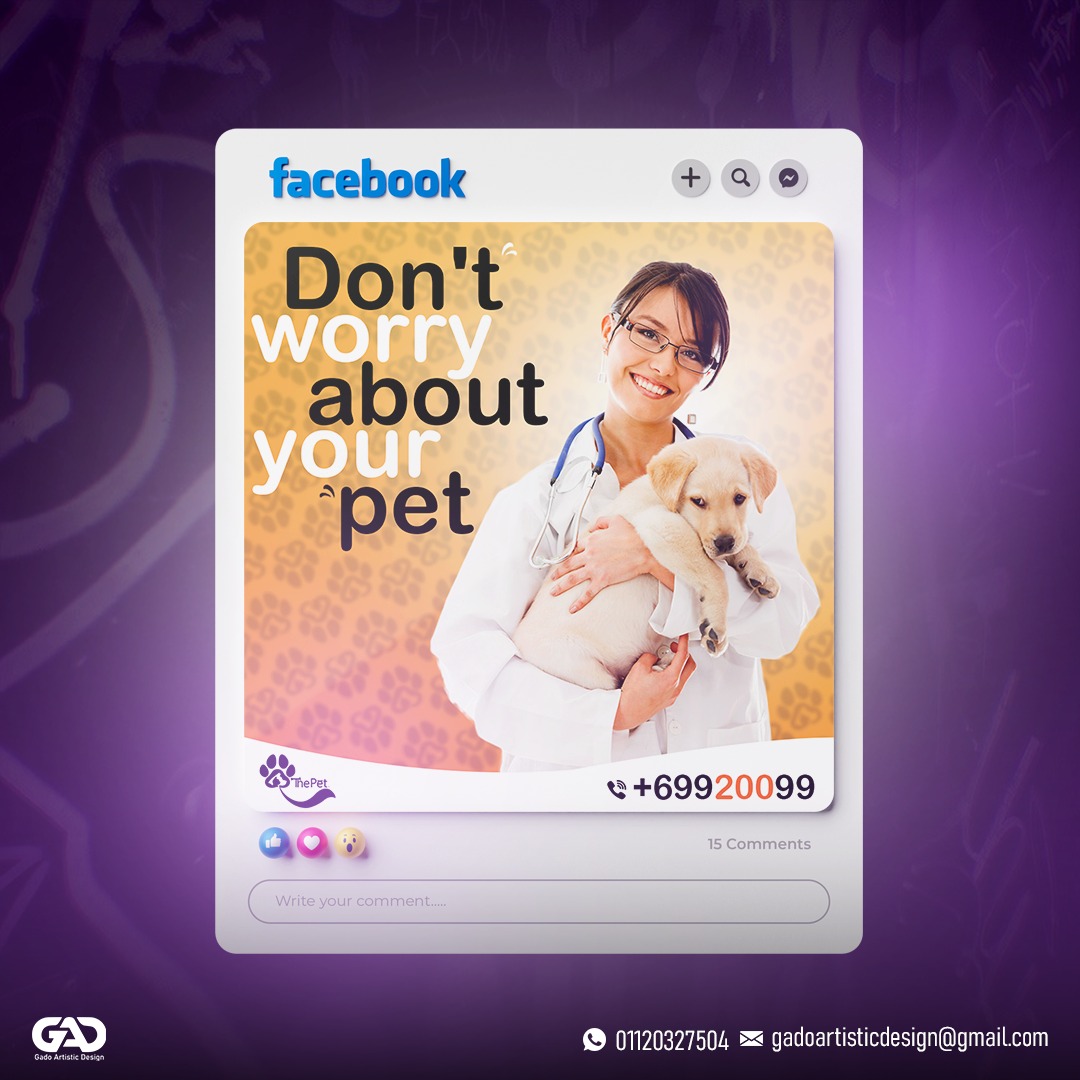 facebook
Don't
worry
about
your
pet
ThePet
+69920099
15 Comments
Write your comment.....
GAD
Gado Artistic Design
01120327504
gadoartisticdesign@gmail.com